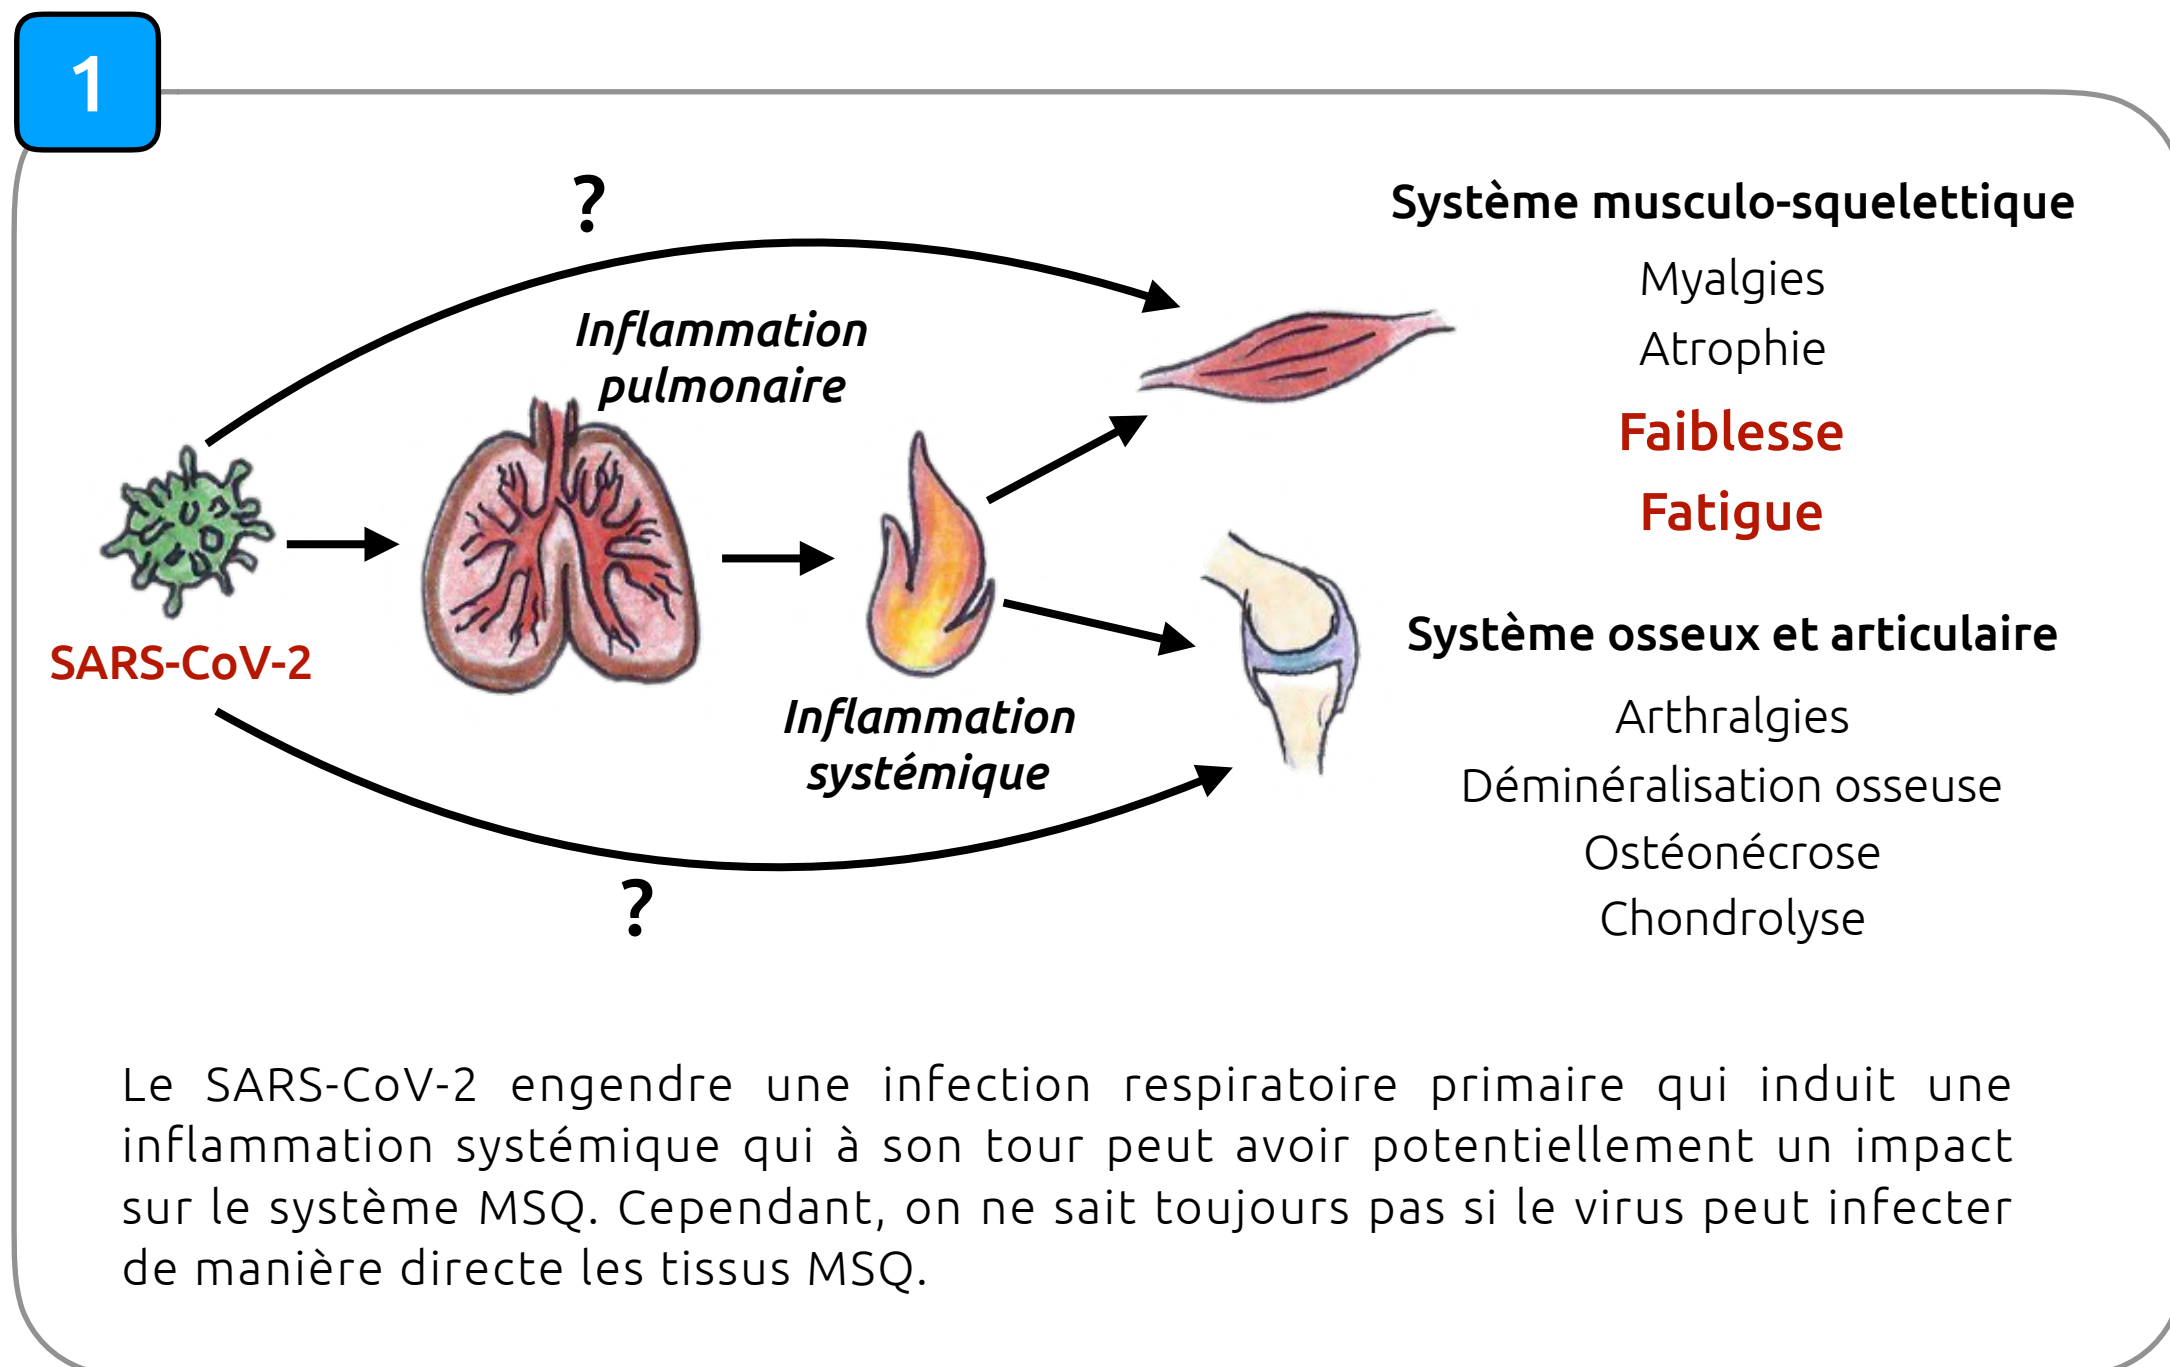 1
?
Inflammation
pulmonaire
SARS-CoV-2
Inflammation
systémique
?
Système musculo-squelettique
Myalgies
Atrophie
Faiblesse
Fatigue
Système osseux et articulaire
Arthralgies
Déminéralisation osseuse
Ostéonécrose
Chondrolyse
Le SARS-CoV-2 engendre une infection respiratoire primaire qui induit une
inflammation systémique qui à son tour peut avoir potentiellement un impact
sur le système MSQ. Cependant, on ne sait toujours pas si le virus peut infecter
de manière directe les tissus MSQ.